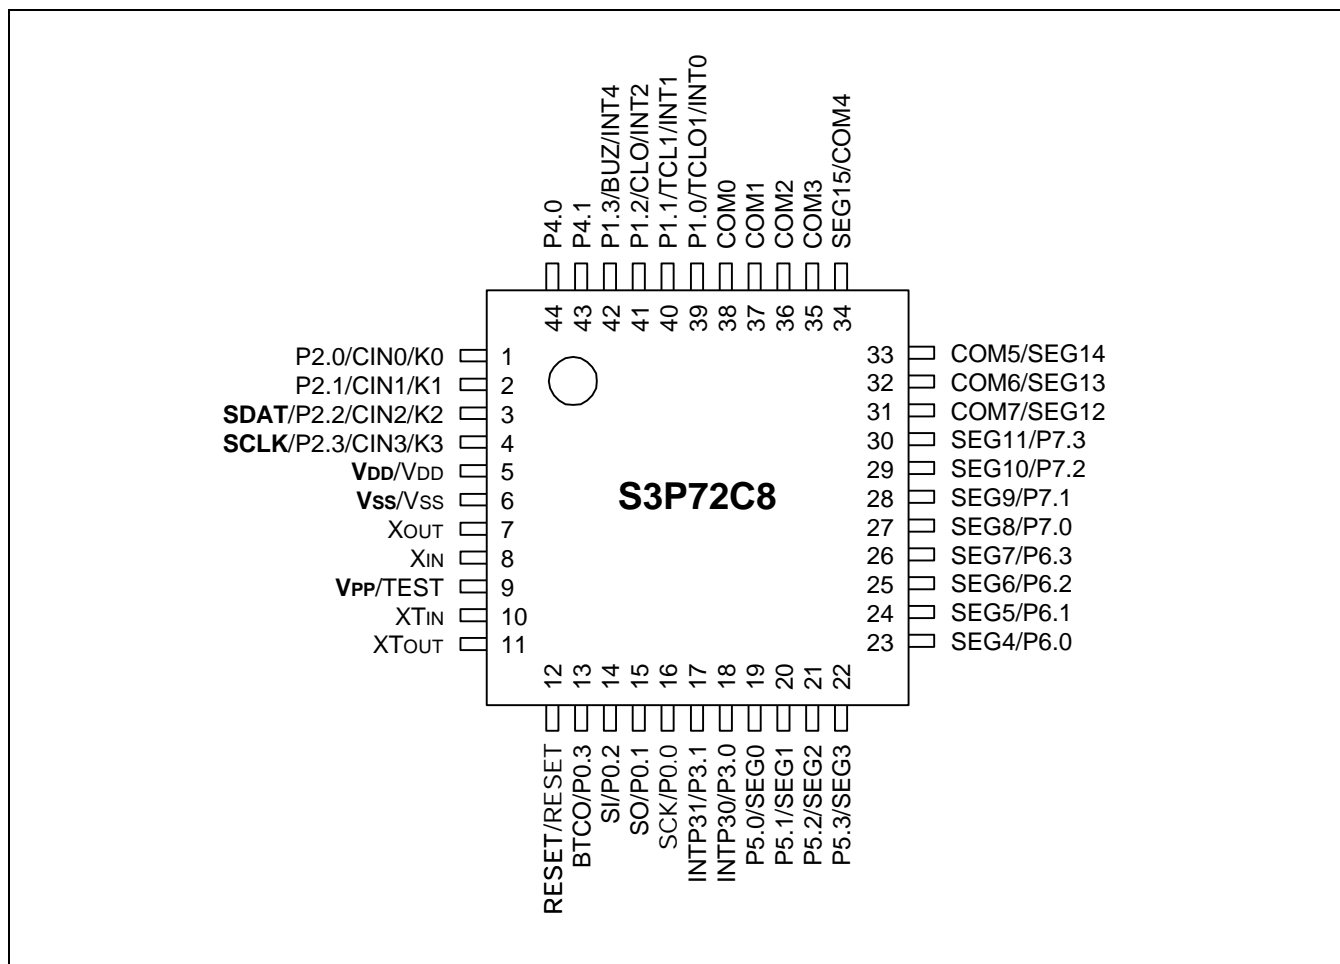 P4.0
P4.1
P1.3/BUZ/INT4
P1.2/CLO/INT2
P1.1/TCL1/INT1
P1.0/TCLO1/INT0
COM0
COM1
COM2
COM3
SEG15/COM4
44
43
42
41
40
39
38
37
36
35
34
P2.0/CIN0/K0 1
P2.1/CIN1/K1 2
SDAT/P2.2/CIN2/K2 3
SCLK/P2.3/CIN3/K3 4
VDD/VDD 5
VSS/VSS 6
XOUT 7
XIN 8
VPP/TEST 9
XTIN 10
XTOUT 11
S3P72C8
33 COM5/SEG14
32 COM6/SEG13
31 COM7/SEG12
30 SEG11/P7.3
29 SEG10/P7.2
28 SEG9/P7.1
27 SEG8/P7.0
26 SEG7/P6.3
25 SEG6/P6.2
24 SEG5/P6.1
23 SEG4/P6.0
12
13
14
15
16
17
18
19
20
21
22
RESET/RESET
BTCO/P0.3
SI/P0.2
SO/P0.1
SCK/P0.0
INTP31/P3.1
INTP30/P3.0
P5.0/SEG0
P5.1/SEG1
P5.2/SEG2
P5.3/SEG3